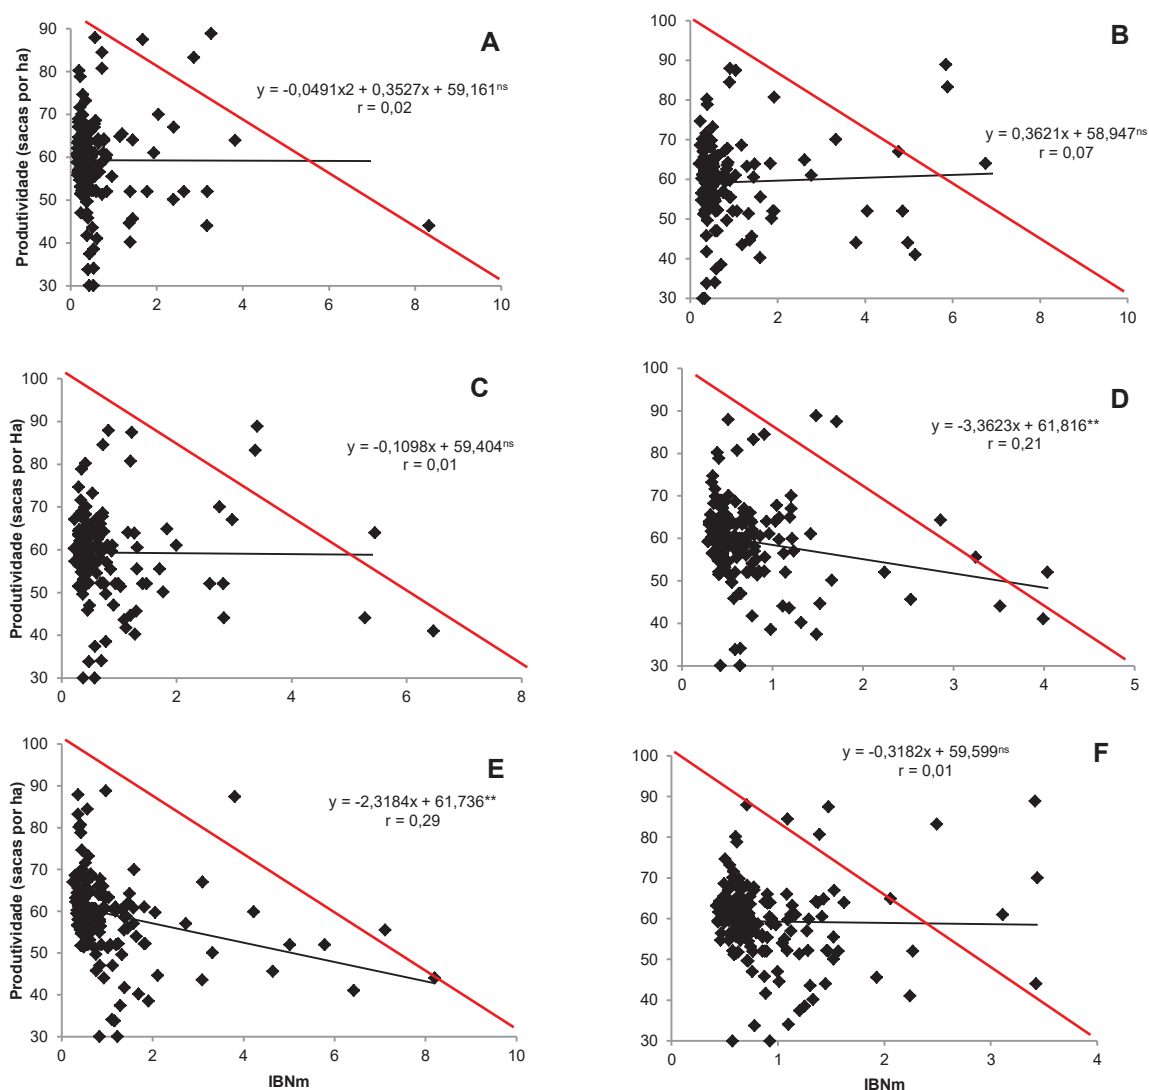 A
y = -0,0491x2 + 0,3527x + 59,161ns
r = 0,02
Produtividade (sacas por ha)
90
80
70
60
50
40
30
0 2 4 6 8 10
B
y = 0,3621x + 58,947ns
r = 0,07
100
90
80
70
60
50
40
30
0 2 4 6 8 10
C
y = -0,1098x + 59,404ns
r = 0,01
Produtividade (sacas por Ha)
100
90
80
70
60
50
40
30
0 2 4 6 8
D
y = -3,3623x + 61,816**
r = 0,21
100
90
80
70
60
50
40
30
0 1 2 3 4 5
E
y = -2,3184x + 61,736**
r = 0,29
Produtividade (sacas por ha)
100
90
80
70
60
50
40
30
0 2 4 6 8 10
IBNm
F
y = -0,3182x + 59,599ns
r = 0,01
100
90
80
70
60
50
40
30
0 1 2 3 4
IBNm